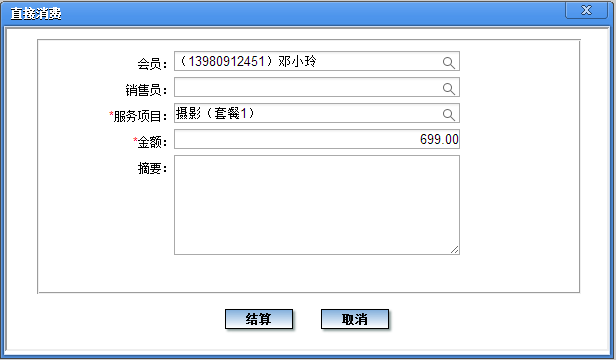 直接消费
会员：（13980912451）邓小玲
销售员：
*服务项目：摄影（套餐1）
*金额：699.00
摘要：
结算 取消